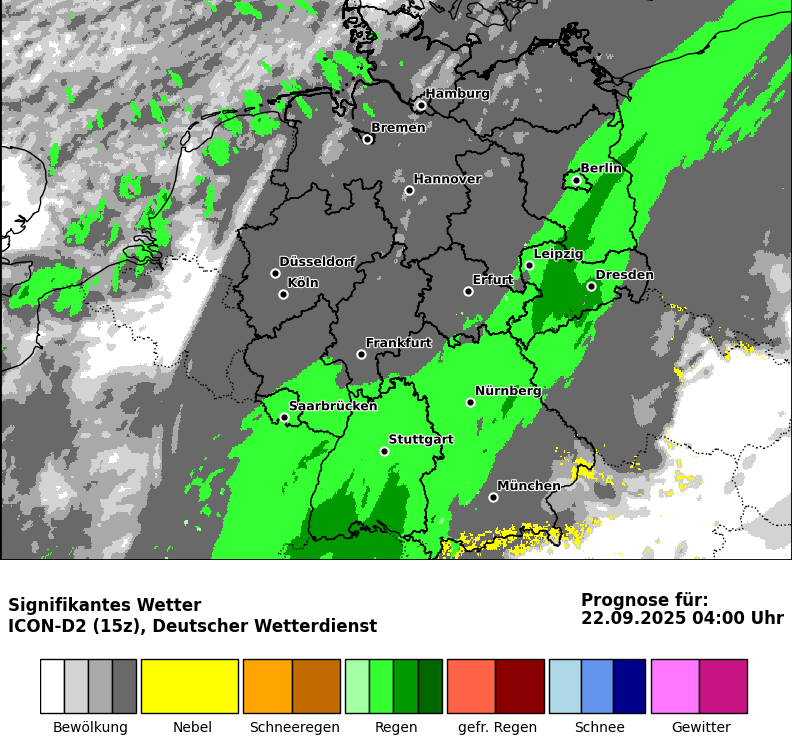 Hamburg
Bremen
Berlin
Hannover
Leipzig
Düsseldorf
Dresden
Köln
Erfurt
Frankfurt
Nürnberg
Saarbrücken
Stuttgart
München
Signifikantes Wetter
ICON-D2 (15z), Deutscher Wetterdienst
Prognose für:
22.09.2025 04:00 Uhr
Bewölkung
Nebel
Schneeregen
Regen
gefr. Regen
Schnee
Gewitter